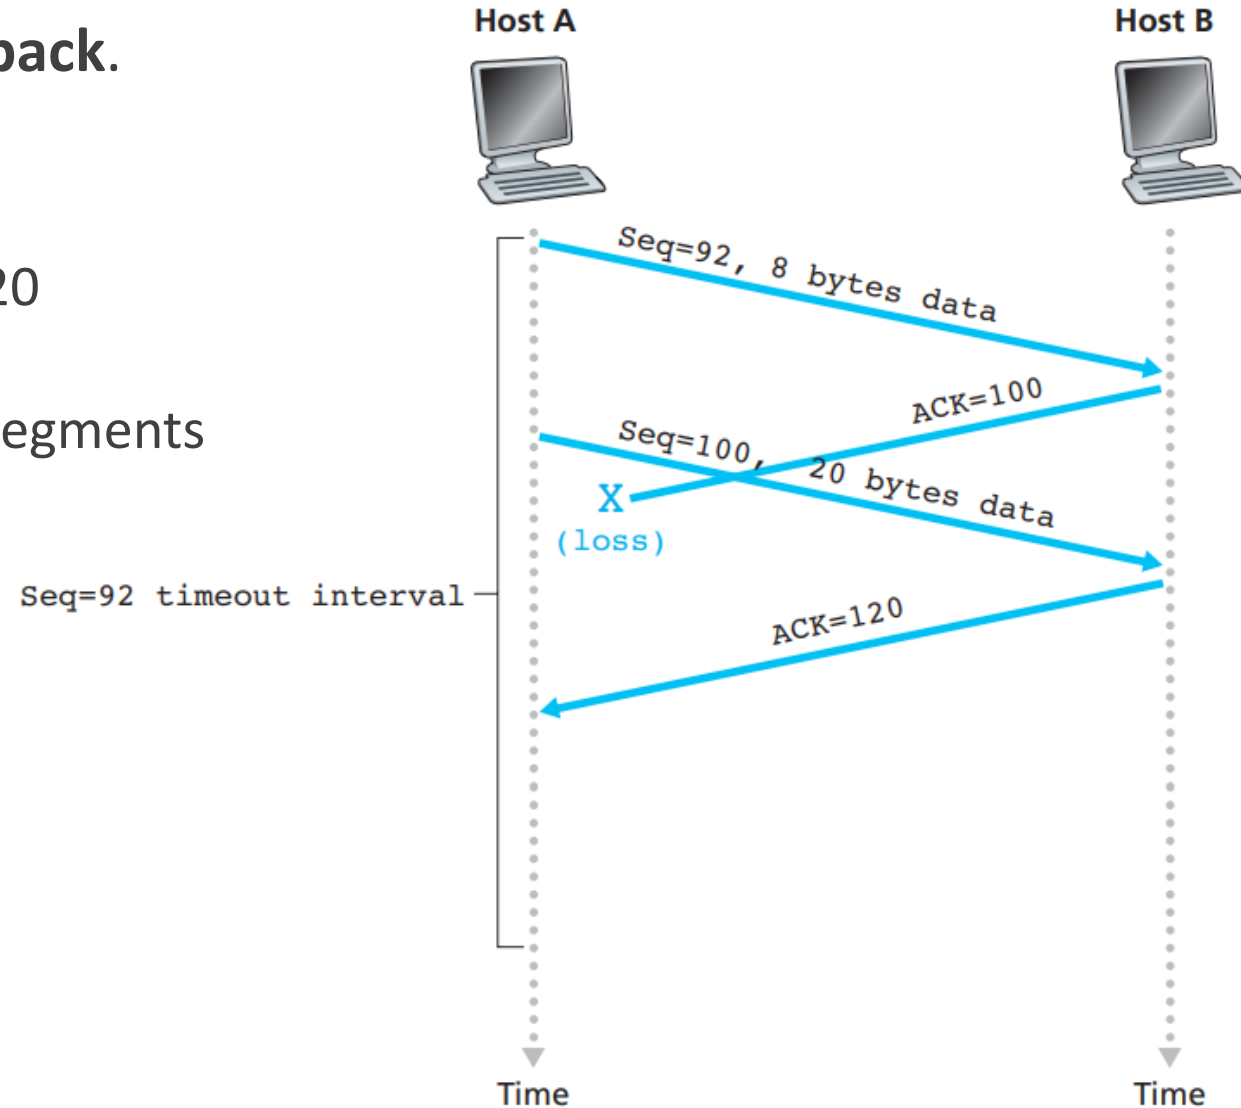 Host A
Host B
back.
Seq=92, 8 bytes data
20
ACK=100
egments
Seq=100, 20 bytes data
X
(loss)
Seq=92 timeout interval
ACK=120
Time
Time